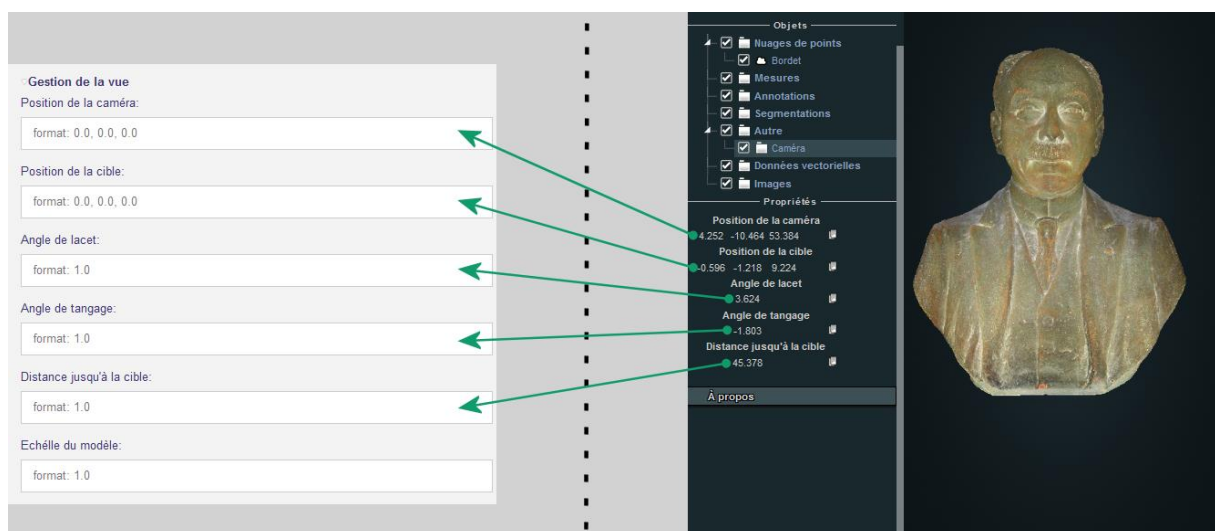 Gestion de la vue
Position de la caméra:
format: 0.0, 0.0, 0.0
Position de la cible:
format: 0.0, 0.0, 0.0
Angle de lacet:
format: 1.0
Angle de tangage:
format: 1.0
Distance jusqu'à la cible:
format: 1.0
Echélle du modèle:
format: 1.0
Objets
Nuages de points
Bordet
Mesures
Annotations
Segmentations
Autre
Caméra
Données vectorielles
Images
Propriétés
Position de la caméra
4.252 -10.464 53.384
Position de la cible
-0.596 -1.218 9.224
Angle de lacet
3.624
Angle de tangage
-1.803
Distance jusqu'à la cible
45.378
À propos